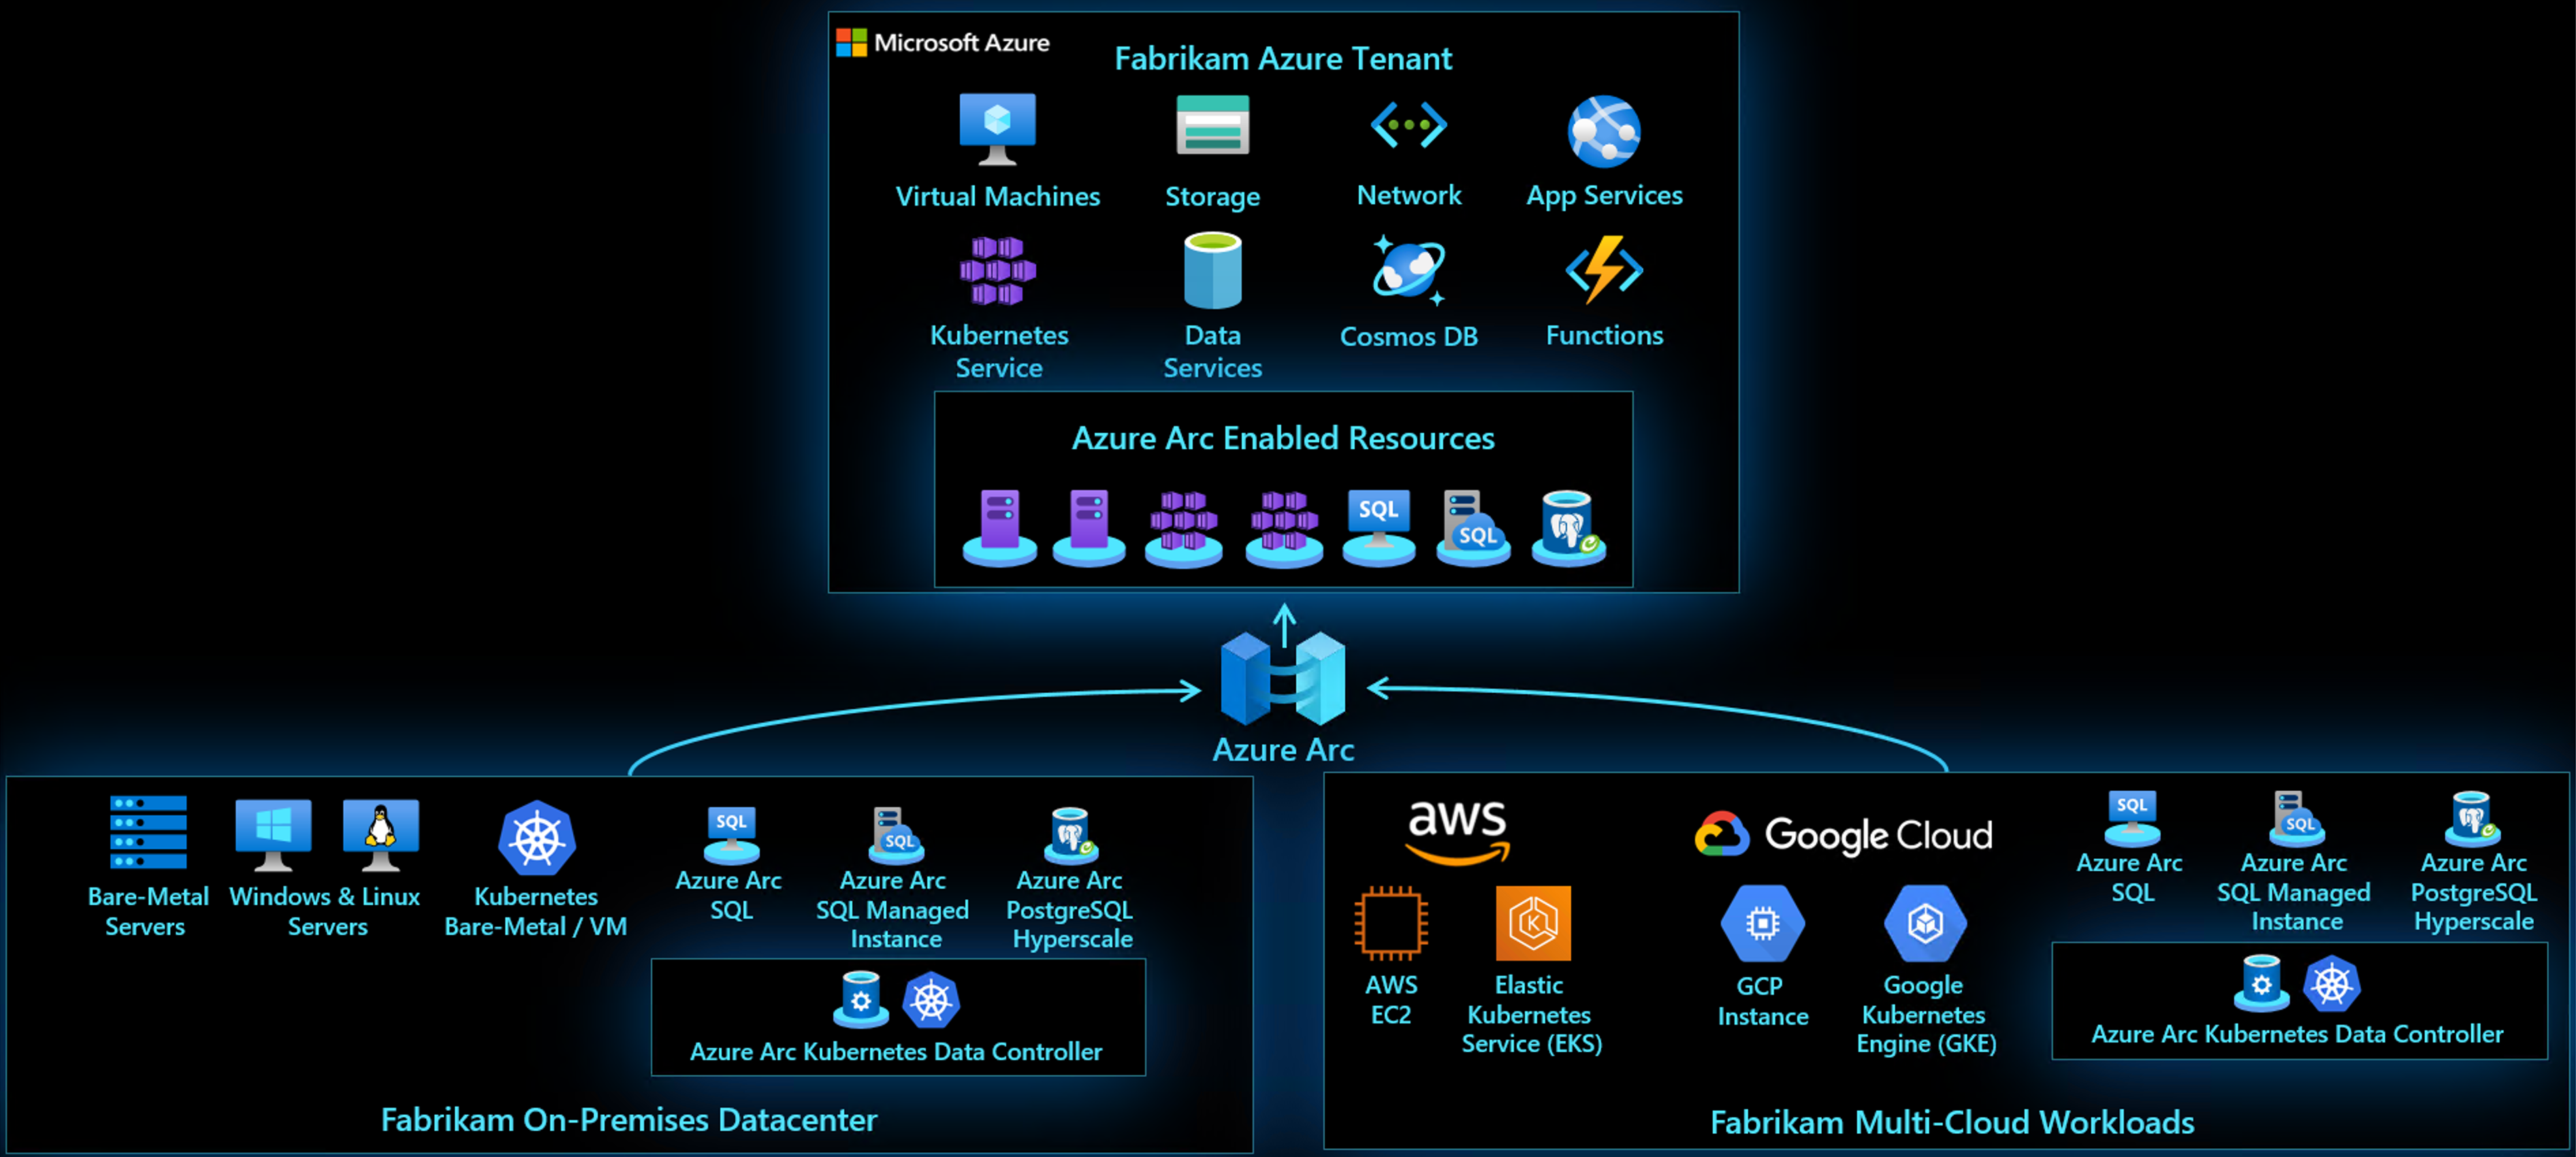 Microsoft Azure
Fabrikam Azure Tenant
Virtual Machines
Storage
Network
App Services
Kubernetes
Service
Data
Services
Cosmos DB
Functions
Azure Arc Enabled Resources
SQL
SQL
Azure Arc
Bare-Metal
Servers
Windows & Linux
Servers
Kubernetes
Bare-Metal / VM
SQL
Azure Arc
SQL
SQL
Azure Arc
SQL Managed
Instance
Azure Arc
PostgreSQL
Hyperscale
Azure Arc Kubernetes Data Controller
Fabrikam On-Premises Datacenter
aws
AWS
EC2
K
Elastic
Kubernetes
Service (EKS)
Google Cloud
GCP
Instance
Google
Kubernetes
Engine (GKE)
SQL
Azure Arc
SQL
SQL
Azure Arc
SQL Managed
Instance
Azure Arc
PostgreSQL
Hyperscale
Azure Arc Kubernetes Data Controller
Fabrikam Multi-Cloud Workloads